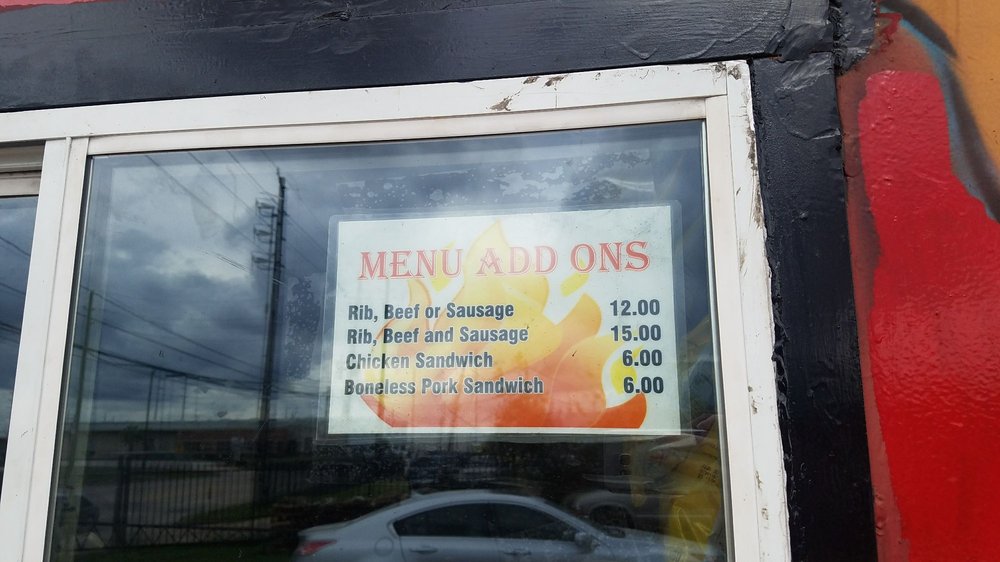 MENU ADD ONS
Rib, Beef or Sausage 12.00
Rib, Beef and Sausage 15.00
Chicken Sandwich 6.00
Boneless Pork Sandwich 6.00